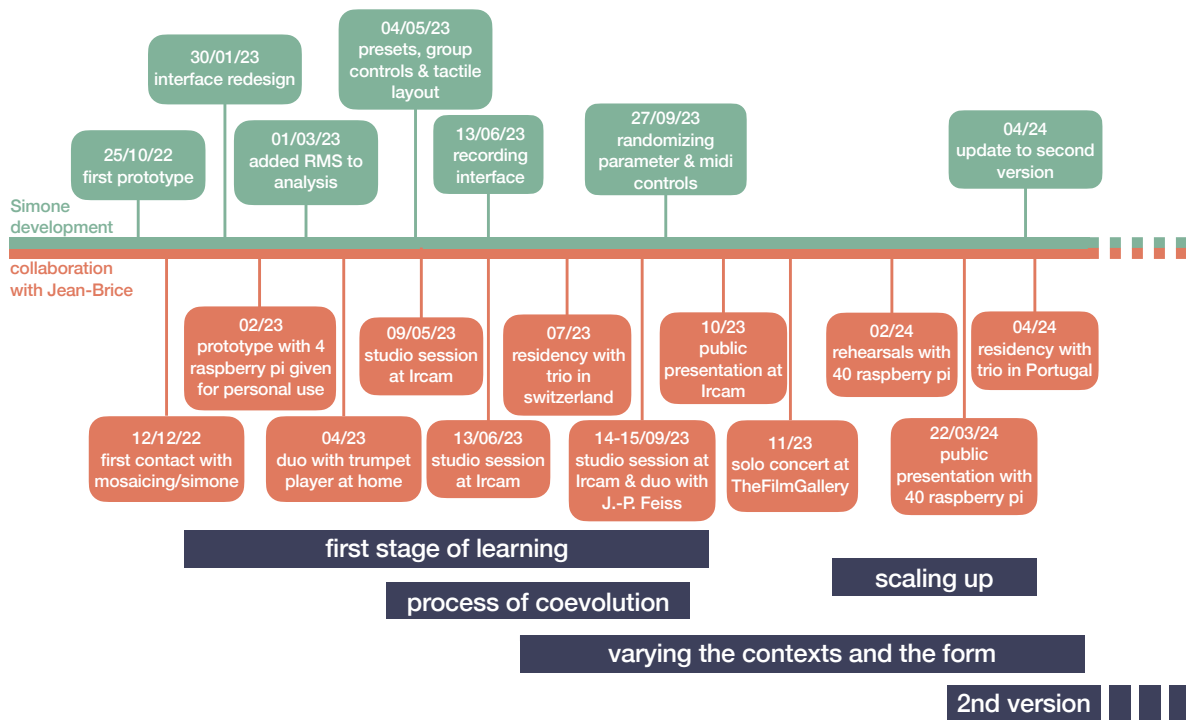 30/01/23
interface redesign
04/05/23
presets, group
controls & tactile
layout
25/10/22
first prototype
01/03/23
added RMS to
analysis
13/06/23
recording
interface
27/09/23
randomizing
parameter & midi
controls
04/24
update to second
version
Simone
development
collaboration
with Jean-Brice
02/23
prototype with 4
raspberry pi given
for personal use
09/05/23
studio session
at Ircam
07/23
residency with
trio in
switzerland
10/23
public
presentation at
Ircam
02/24
rehearsals with
40 raspberry pi
04/24
residency with
trio in Portugal
12/12/22
first contact with
mosaicing/simone
04/23
duo with trumpet
player at home
13/06/23
studio session
at Ircam
14-15/09/23
studio session at
Ircam & duo with
J.-P. Feiss
11/23
solo concert at
TheFilmGallery
22/03/24
public
presentation with
40 raspberry pi
first stage of learning
scaling up
process of coevolution
varying the contexts and the form
2nd version